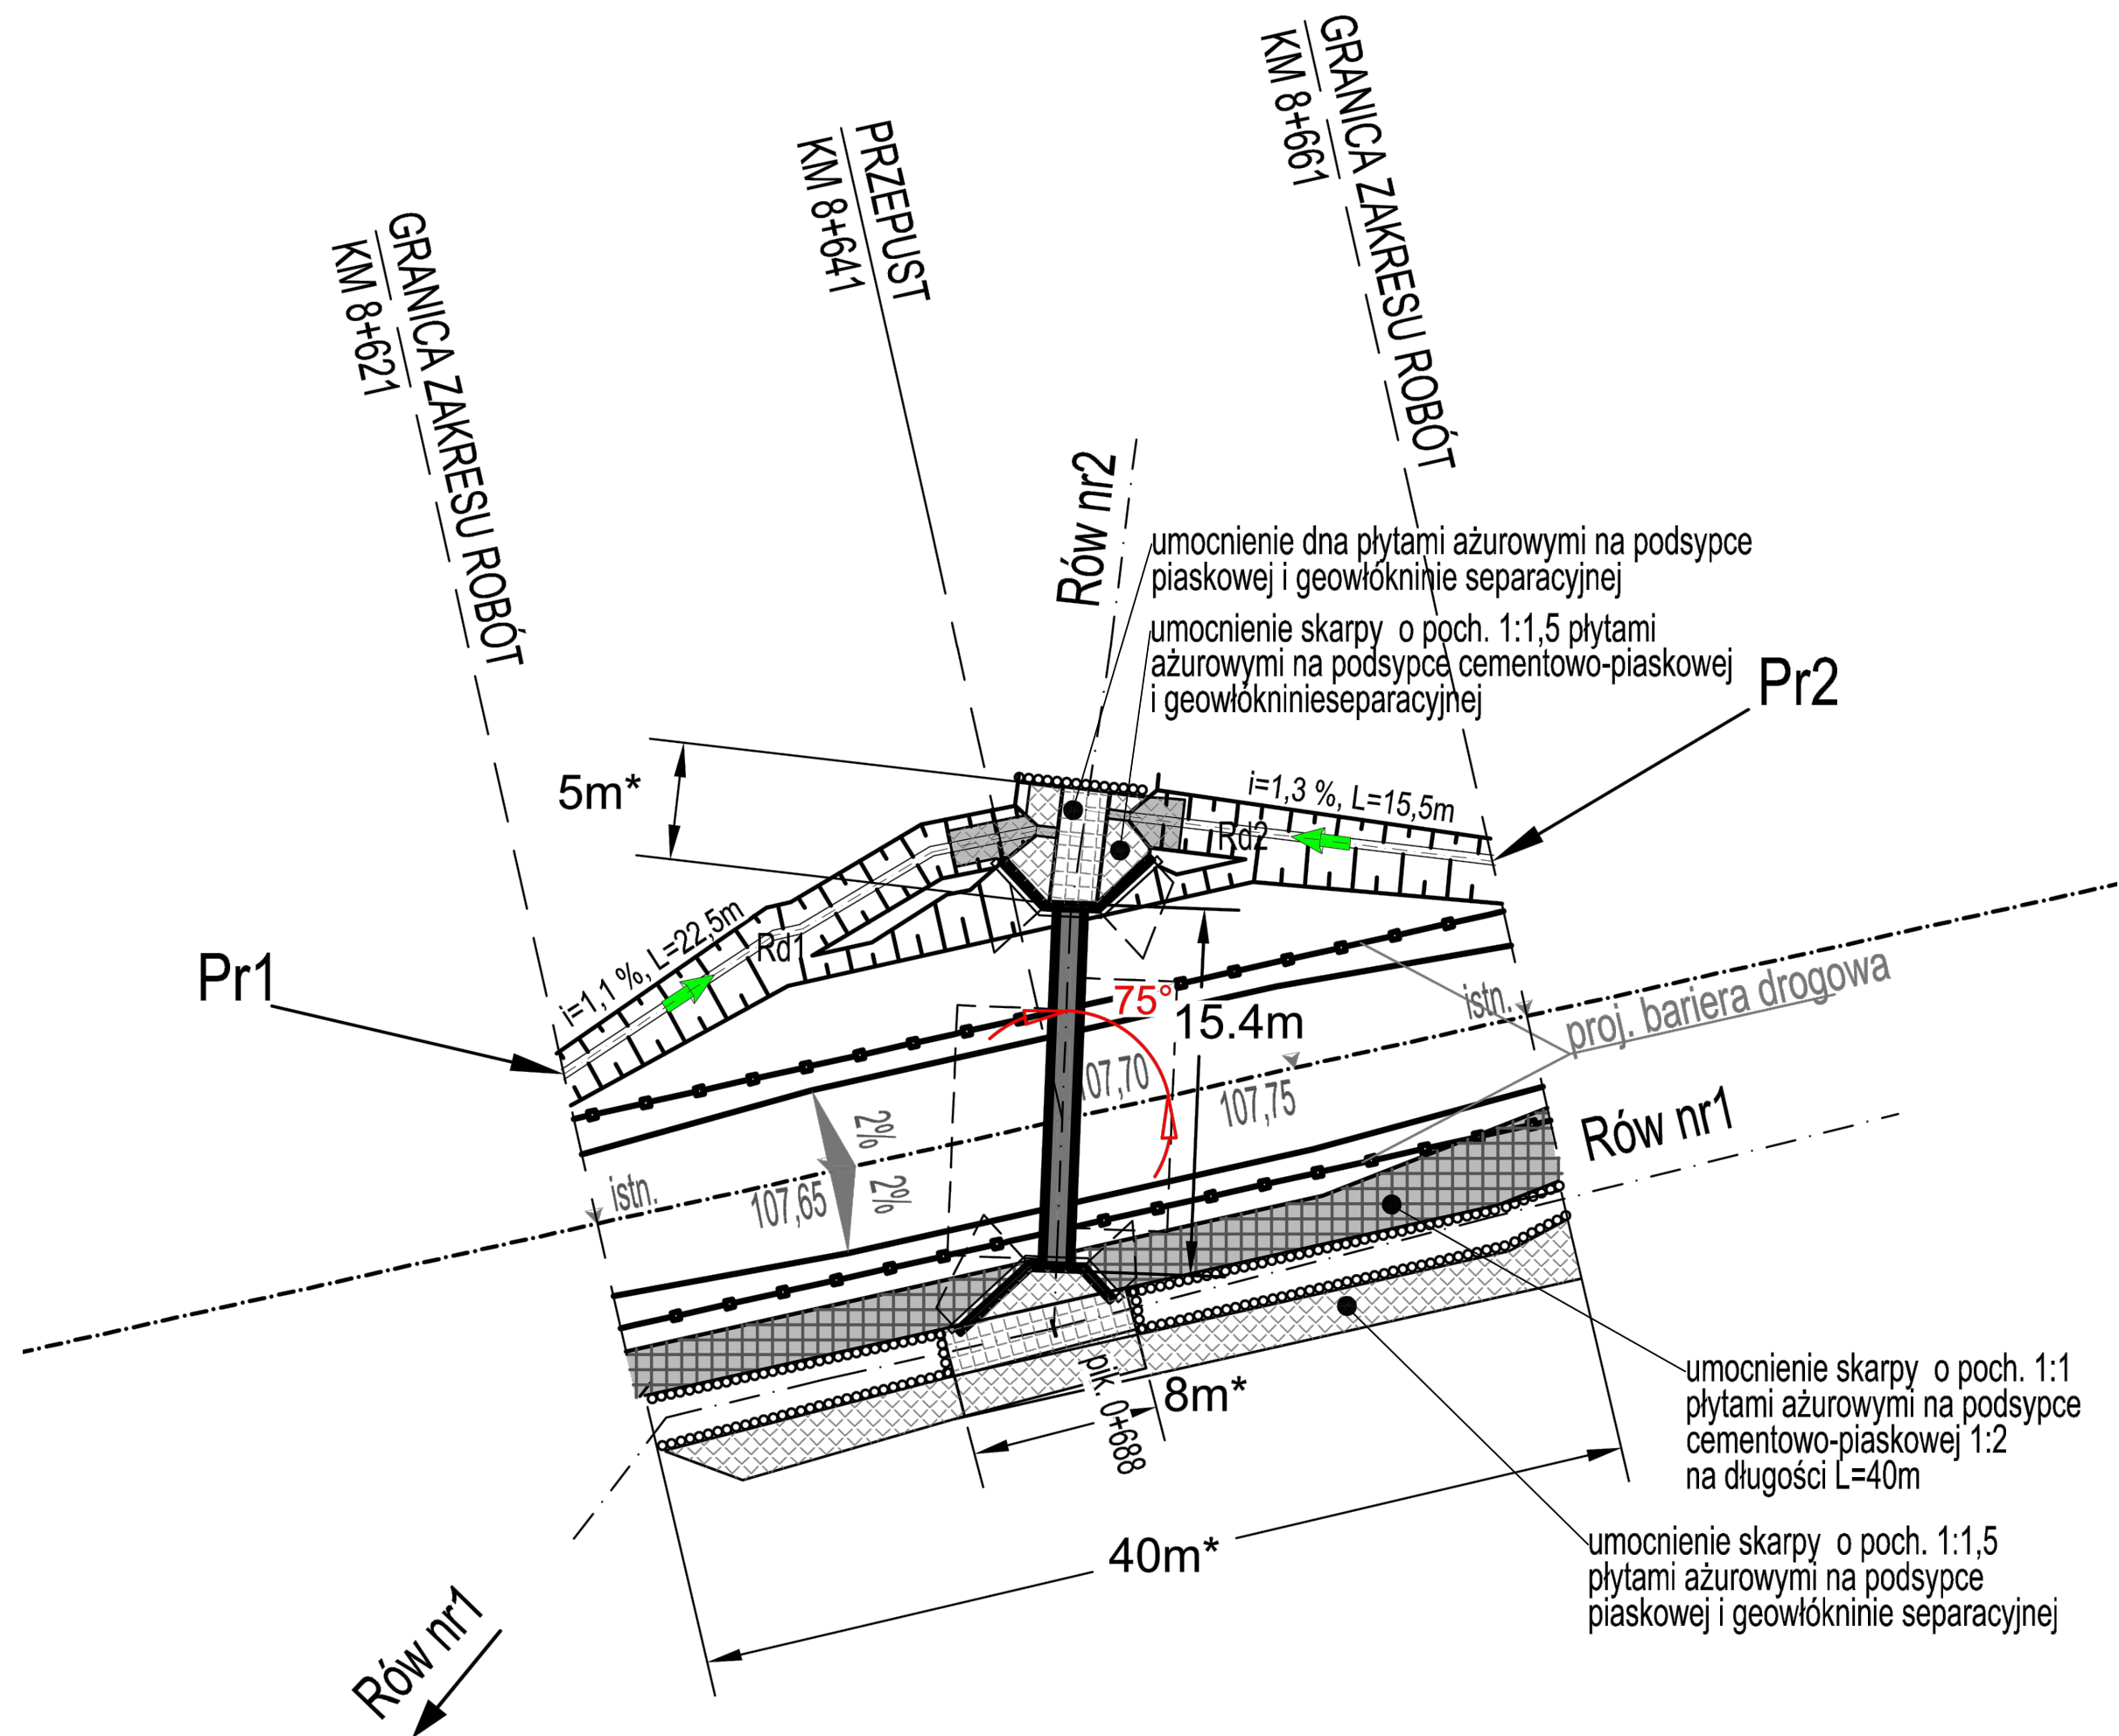 GRANICA ZAKRESU ROBÓT
KM 8+621
PRZEPUST
KM 8+641
GRANICA ZAKRESU ROBÓT
KM 8+661
Rów nr2
umocnienie dna płytami ażurowymi na podsypce
piaskowej i geowłókninie separacyjnej
umocnienie skarpy o poch. 1:1,5 płytami
ażurowymi na podsypce cementowo-piaskowej
i geowłókninieseparacyjnej
Pr2
5m*
i=1,3 %, L=15,5m
Rd2
i=1,1 %, L=22,5m
Rd1
Pr1
75°
15.4m
istn.
proj. bariera drogowa
107,70
107,75
Rów nr1
2%
2%
istn.
107,65
pik. 0+688
8m*
umocnienie skarpy o poch. 1:1
płytami ażurowymi na podsypce
cementowo-piaskowej 1:2
na długości L=40m
40m*
umocnienie skarpy o poch. 1:1,5
płytami ażurowymi na podsypce
piaskowej i geowłókninie separacyjnej
Rów nr1